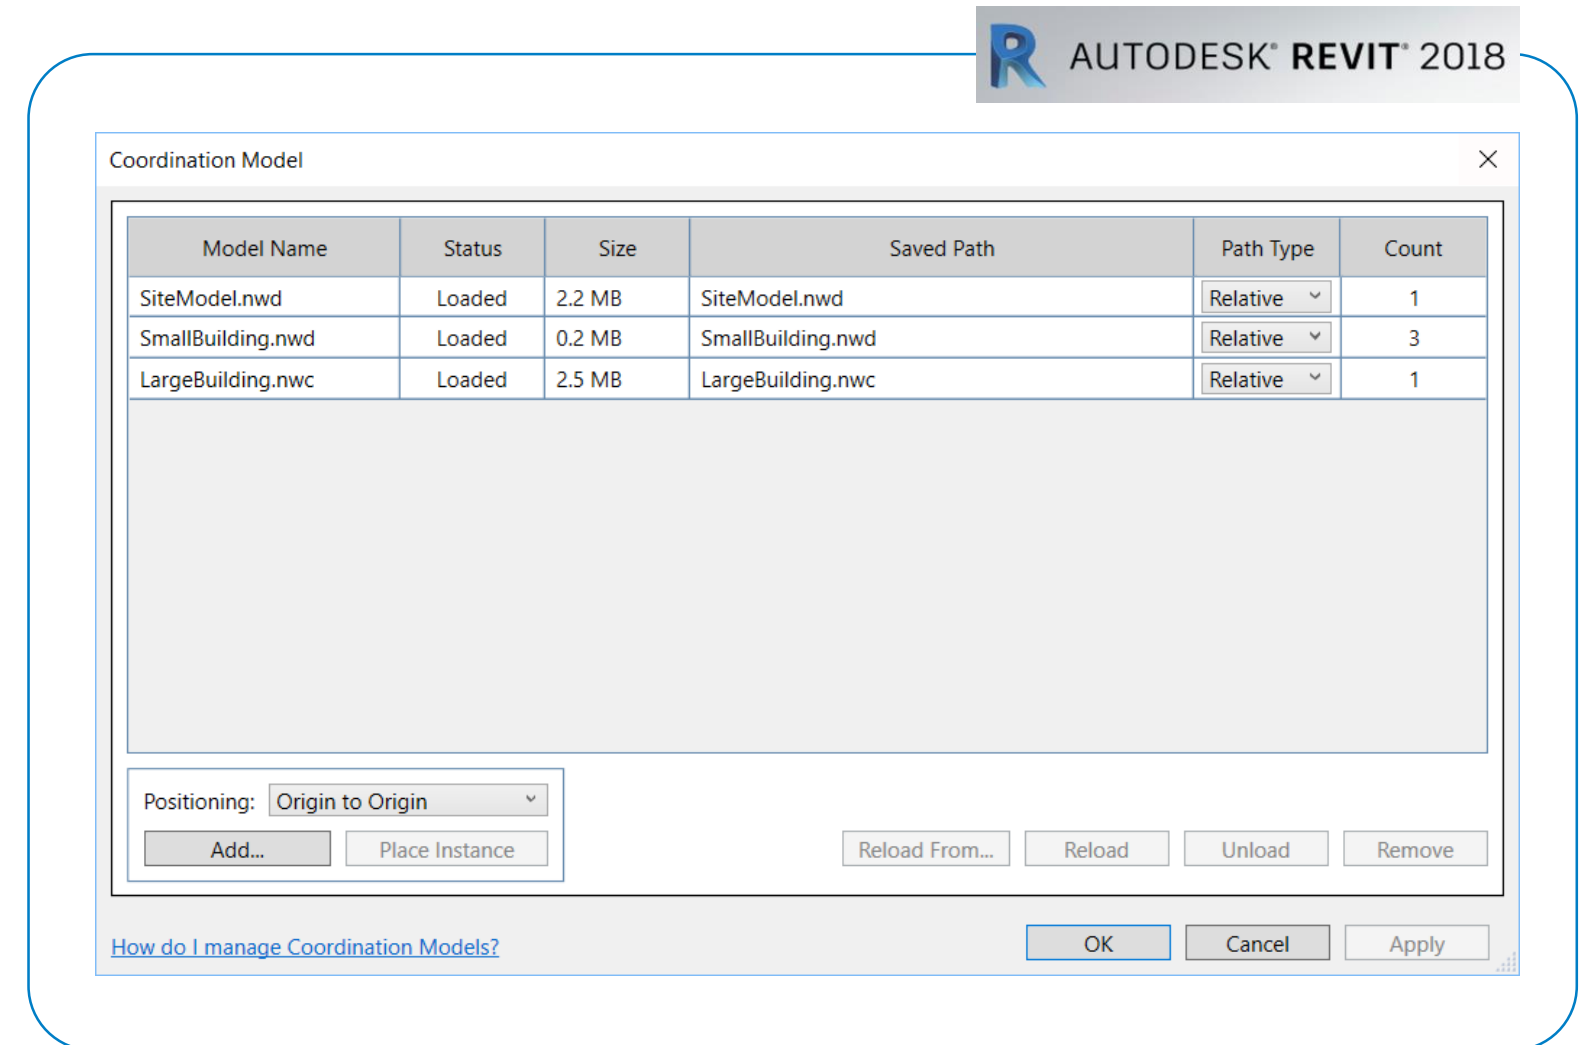 AUTODESK® REVIT® 2018
Coordination Model
Model Name Status Size Saved Path Path Type Count
SiteModel.nwd Loaded 2.2 MB SiteModel.nwd Relative 1
SmallBuilding.nwd Loaded 0.2 MB SmallBuilding.nwd Relative 3
LargeBuilding.nwc Loaded 2.5 MB LargeBuilding.nwc Relative 1
Positioning: Origin to Origin
Add... Place Instance Reload From... Reload Unload Remove
How do I manage Coordination Models? OK Cancel Apply